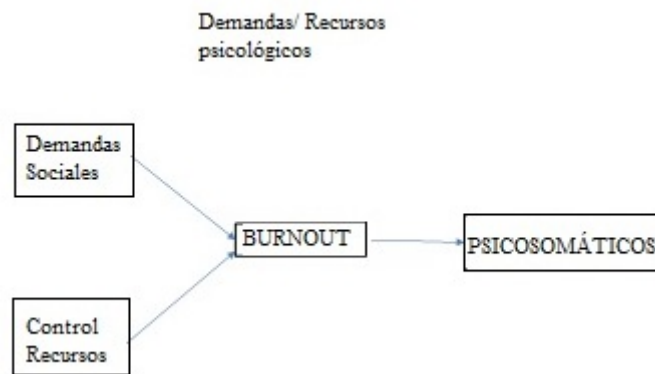 Demandas/ Recursos
psicológicos
Demandas
Sociales
BURNOUT
PSICOSOMÁTICOS
Control
Recursos